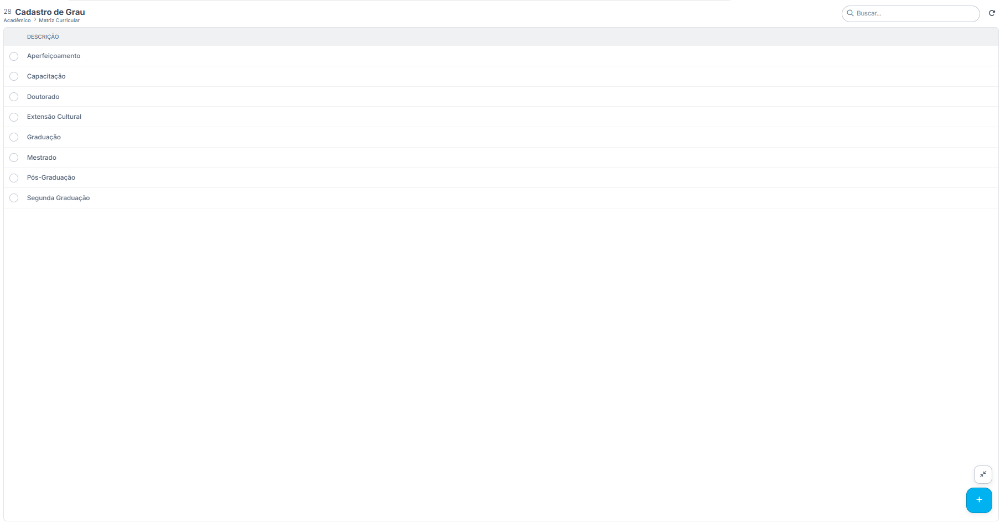 28 Cadastro de Grau
Acadêmico > Matriz Curricular
Buscar...
DESCRIÇÃO
Aperfeiçoamento
Capacitação
Doutorado
Extensão Cultural
Graduação
Mestrado
Pós-Graduação
Segunda Graduação
+